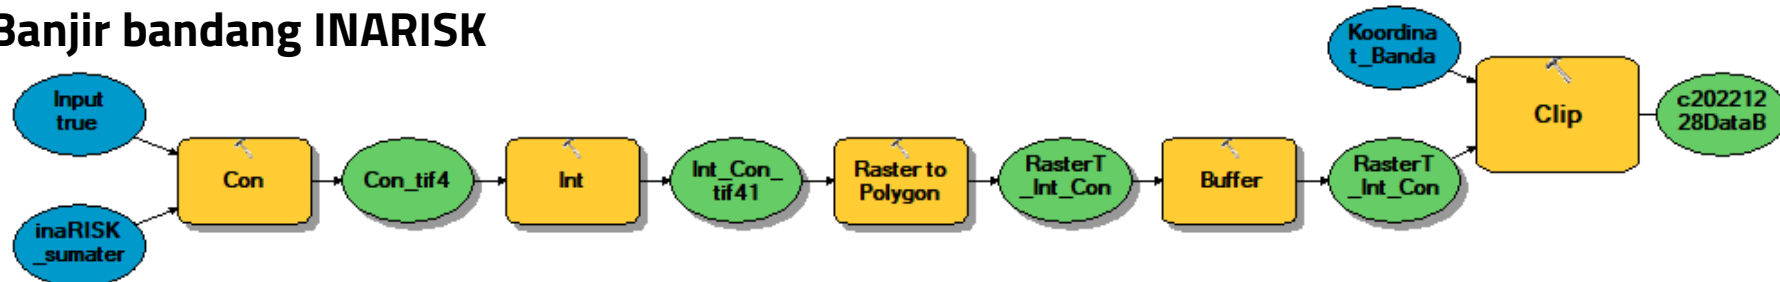 Banjir bandang INARISK
Input
true
inaRISK
_sumater
Con
Con_tif4
Int
Int_Con_
tif41
Raster to
Polygon
RasterT
_Int_Con
Buffer
RasterT
_Int_Con
Koordina
t_Banda
Clip
c202212
28DataB